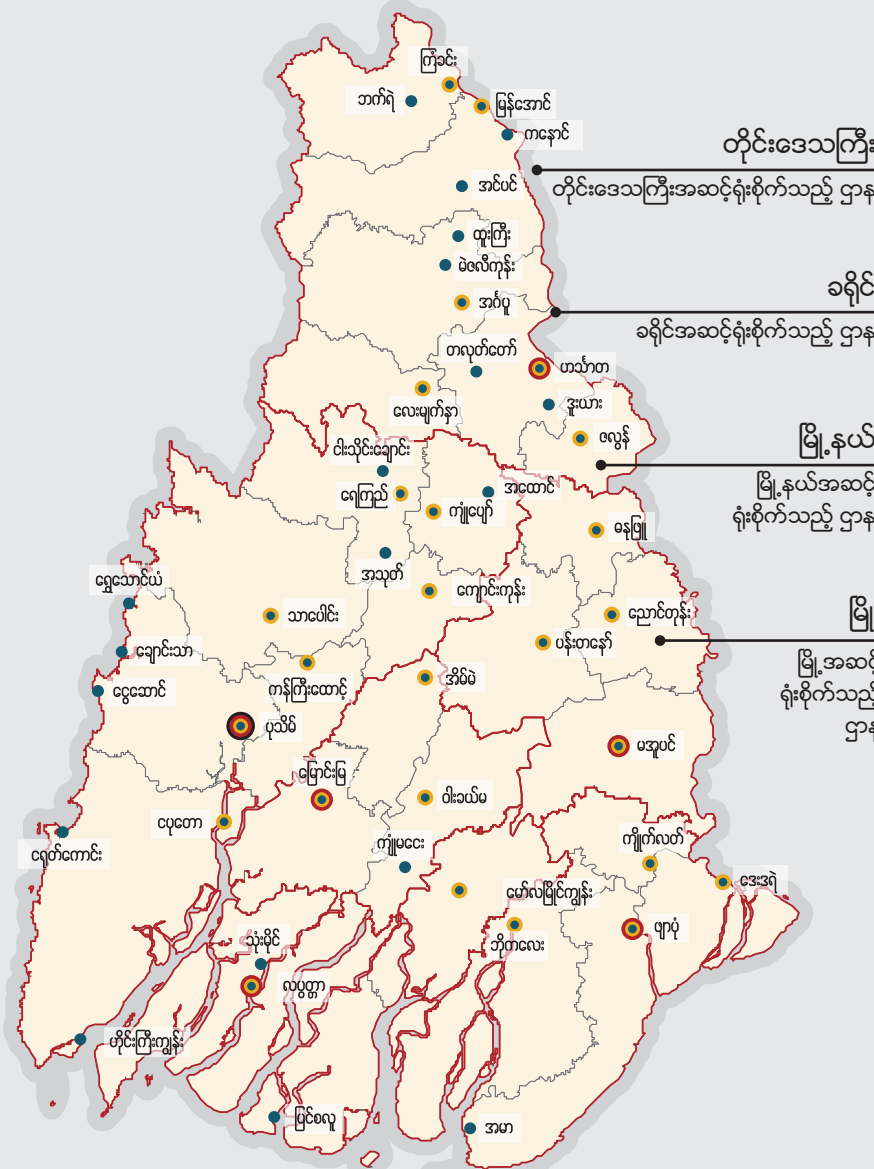 ကြံခင်း
ဘက်ရဲ
မြန်အောင်
ကနောင်
တိုင်းဒေသကြီး
တိုင်းဒေသကြီးအဆင့်ရုံးစိုက်သည့် ဌာန
အင်ပင်
ထူးကြီး
မဲဇလီကုန်း
ခရိုင်
အင်္ဂပူ
ခရိုင်အဆင့်ရုံးစိုက်သည့် ဌာန
တလုတ်တော်
ဟင်္သာတ
လေးမျက်နှာ
ဒူးယား
ဇလွန်
မြို့နယ်
ငါးသိုင်းချောင်း
မြို့နယ်အဆင့်
ရုံးစိုက်သည့် ဌာန
ရေကြည်
အထောင်
ကျုံပျော်
ဓနုဖြူ
အသုတ်
ရွှေသောင်ယံ
ကျောင်းကုန်း
သာပေါင်း
ညောင်တုန်း
မြို့
ပန်းတနော်
ချောင်းသာ
မြို့အဆင့်
ရုံးစိုက်သည့်
ဌာန
ကန်ကြီးထောင့်
အိမ်မဲ
ငွေဆောင်
ပုသိမ်
မအူပင်
မြောင်းမြ
ဝါးခယ်မ
ငပုတော
ကျိုက်လတ်
ကျုံမငေး
ငရုတ်ကောင်း
ဒေးဒရဲ
မော်လမြိုင်ကျွန်း
ဖျာပုံ
သုံးမိုင်
ဘိုကလေး
လပွတ္တာ
ဟိုင်းကြီးကျွန်း
ပြင်စလူ
အမာ